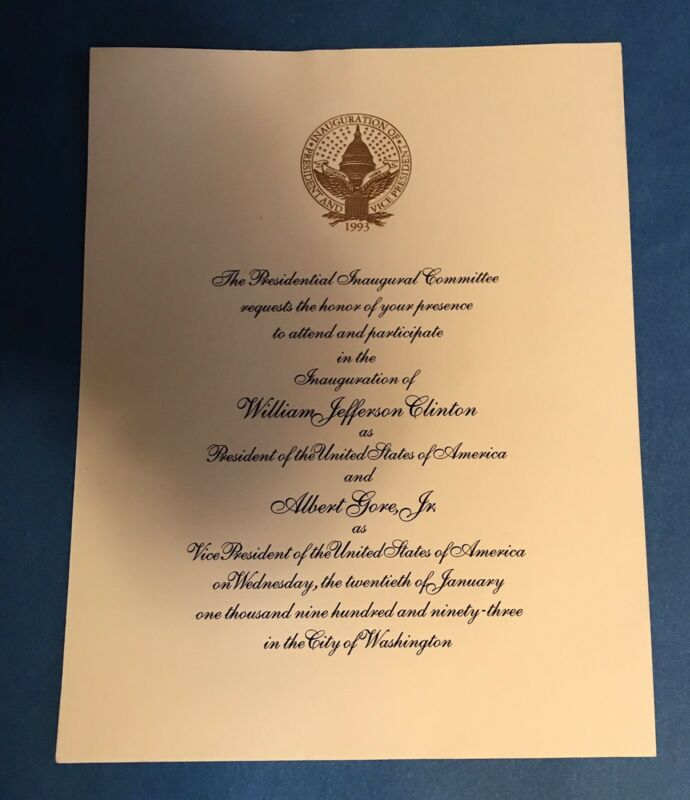 INAUGURATION OF
PRESIDENT AND
VICE PRESIDENT
1993
The Presidential Inaugural Committee
requests the honor of your presence
to attend and participate
in the
Inauguration of
William Jefferson Clinton
as
President of the United States of America
and
Albert Gore, Jr.
as
Vice President of the United States of America
on Wednesday, the twentieth of January
one thousand nine hundred and ninety-three
in the City of Washington